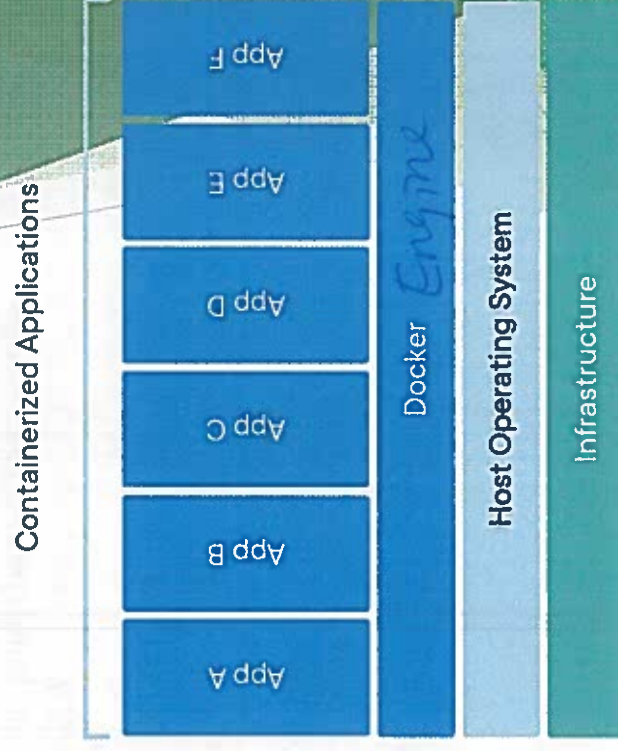 Containerized Applications
App A
App B
App C
App D
App E
App F
Docker Engine
Host Operating System
Infrastructure